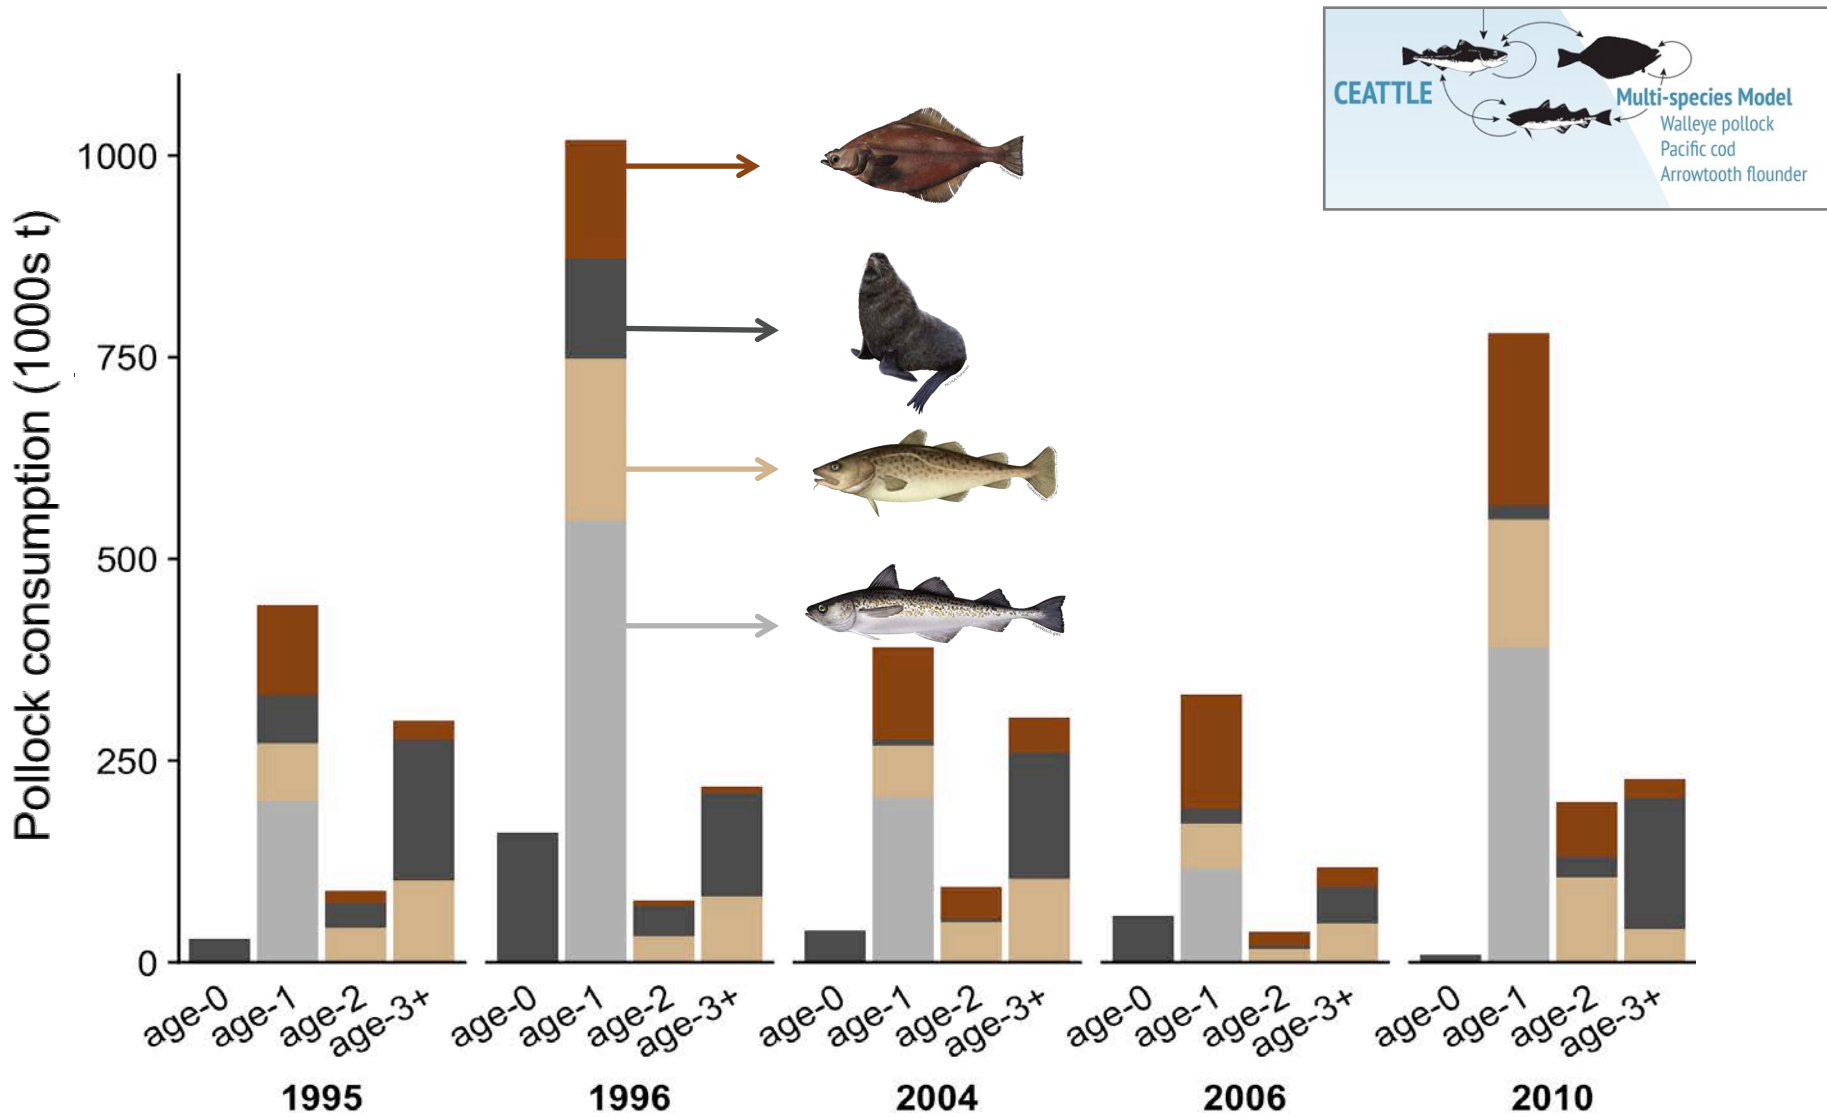 CEATTLE
Multi-species Model
Walleye pollock
Pacific cod
Arrowtooth flounder
Pollock consumption (1000s t)
1000
750
500
250
0
age-0 age-1 age-2 age-3+ age-0 age-1 age-2 age-3+ age-0 age-1 age-2 age-3+ age-0 age-1 age-2 age-3+ age-0 age-1 age-2 age-3+
1995 1996 2004 2006 2010